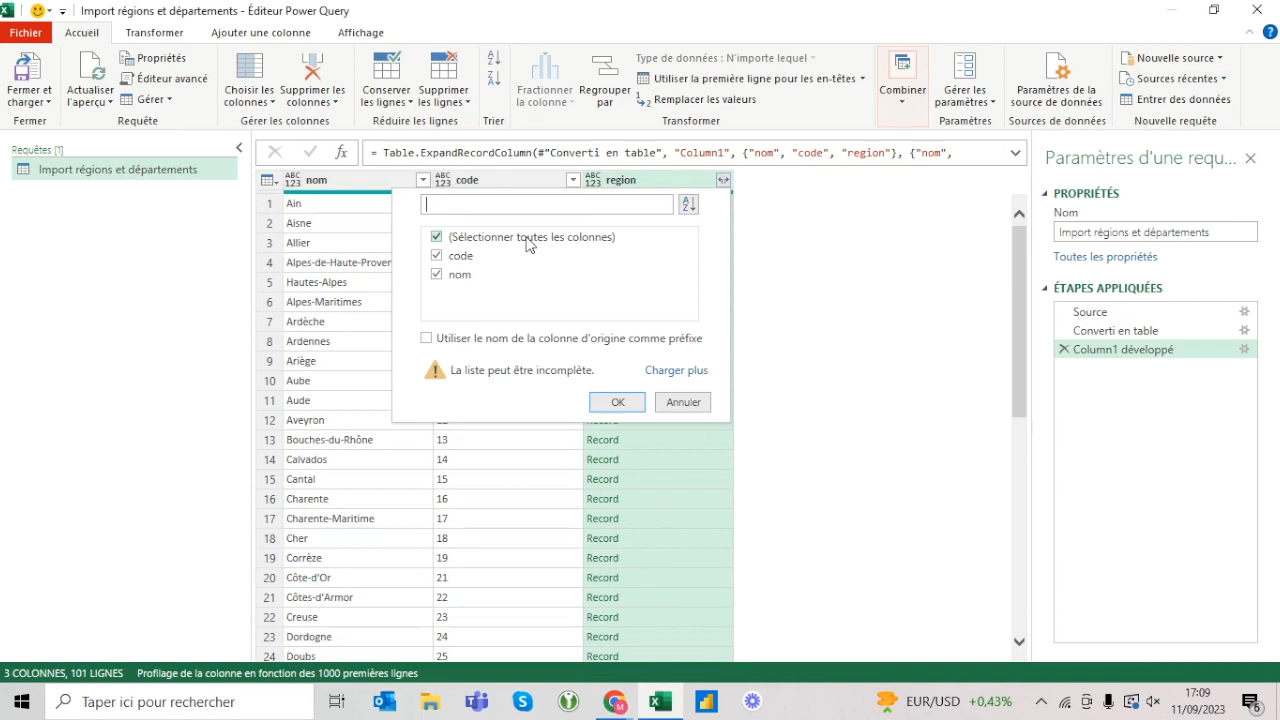 Import régions et départements - Éditeur Power Query
Fichier Accueil Transformer Ajouter une colonne Affichage
Fermer et charger
Fermer
Actualiser l'aperçu
Propriétés
Éditeur avancé
Gérer
Requête
Choisir les colonnes
Supprimer les colonnes
Gérer les colonnes
Conserver les lignes
Supprimer les lignes
Réduire les lignes
Trier
Fractionner la colonne
Regrouper par
Type de données : N'importe lequel
Utiliser la première ligne pour les en-têtes
Remplacer les valeurs
Transformer
Combiner
Gérer les paramètres
Paramètres
Paramètres de la source de données
Sources de données
Nouvelle source
Sources récentes
Entrer des données
Nouvelle requête
Requêtes [1]
Import régions et départements
= Table.ExpandRecordColumn(#"Converti en table", "Column1", {"nom", "code", "region"}, {"nom",
ABC 123 nom ABC 123 code ABC 123 region
1 Ain
2 Aisne
3 Allier
4 Alpes-de-Haute-Proven
5 Hautes-Alpes
6 Alpes-Maritimes
7 Ardèche
8 Ardennes
9 Ariège
10 Aube
11 Aude
12 Aveyron
13 Bouches-du-Rhône 13 Record
14 Calvados 14 Record
15 Cantal 15 Record
16 Charente 16 Record
17 Charente-Maritime 17 Record
18 Cher 18 Record
19 Corrèze 19 Record
20 Côte-d'Or 21 Record
21 Côtes-d'Armor 22 Record
22 Creuse 23 Record
23 Dordogne 24 Record
24 Doubs 25 Record
(Sélectionner toutes les colonnes)
code
nom
Utiliser le nom de la colonne d'origine comme préfixe
La liste peut être incomplète. Charger plus
OK Annuler
Paramètres d'une requ...
PROPRIÉTÉS
Nom
Import régions et départements
Toutes les propriétés
ÉTAPES APPLIQUÉES
Source
Converti en table
Column1 développé
3 COLONNES, 101 LIGNES Profilage de la colonne en fonction des 1000 premières lignes
Taper ici pour rechercher
EUR/USD +0,43%
17:09
11/09/2023
6